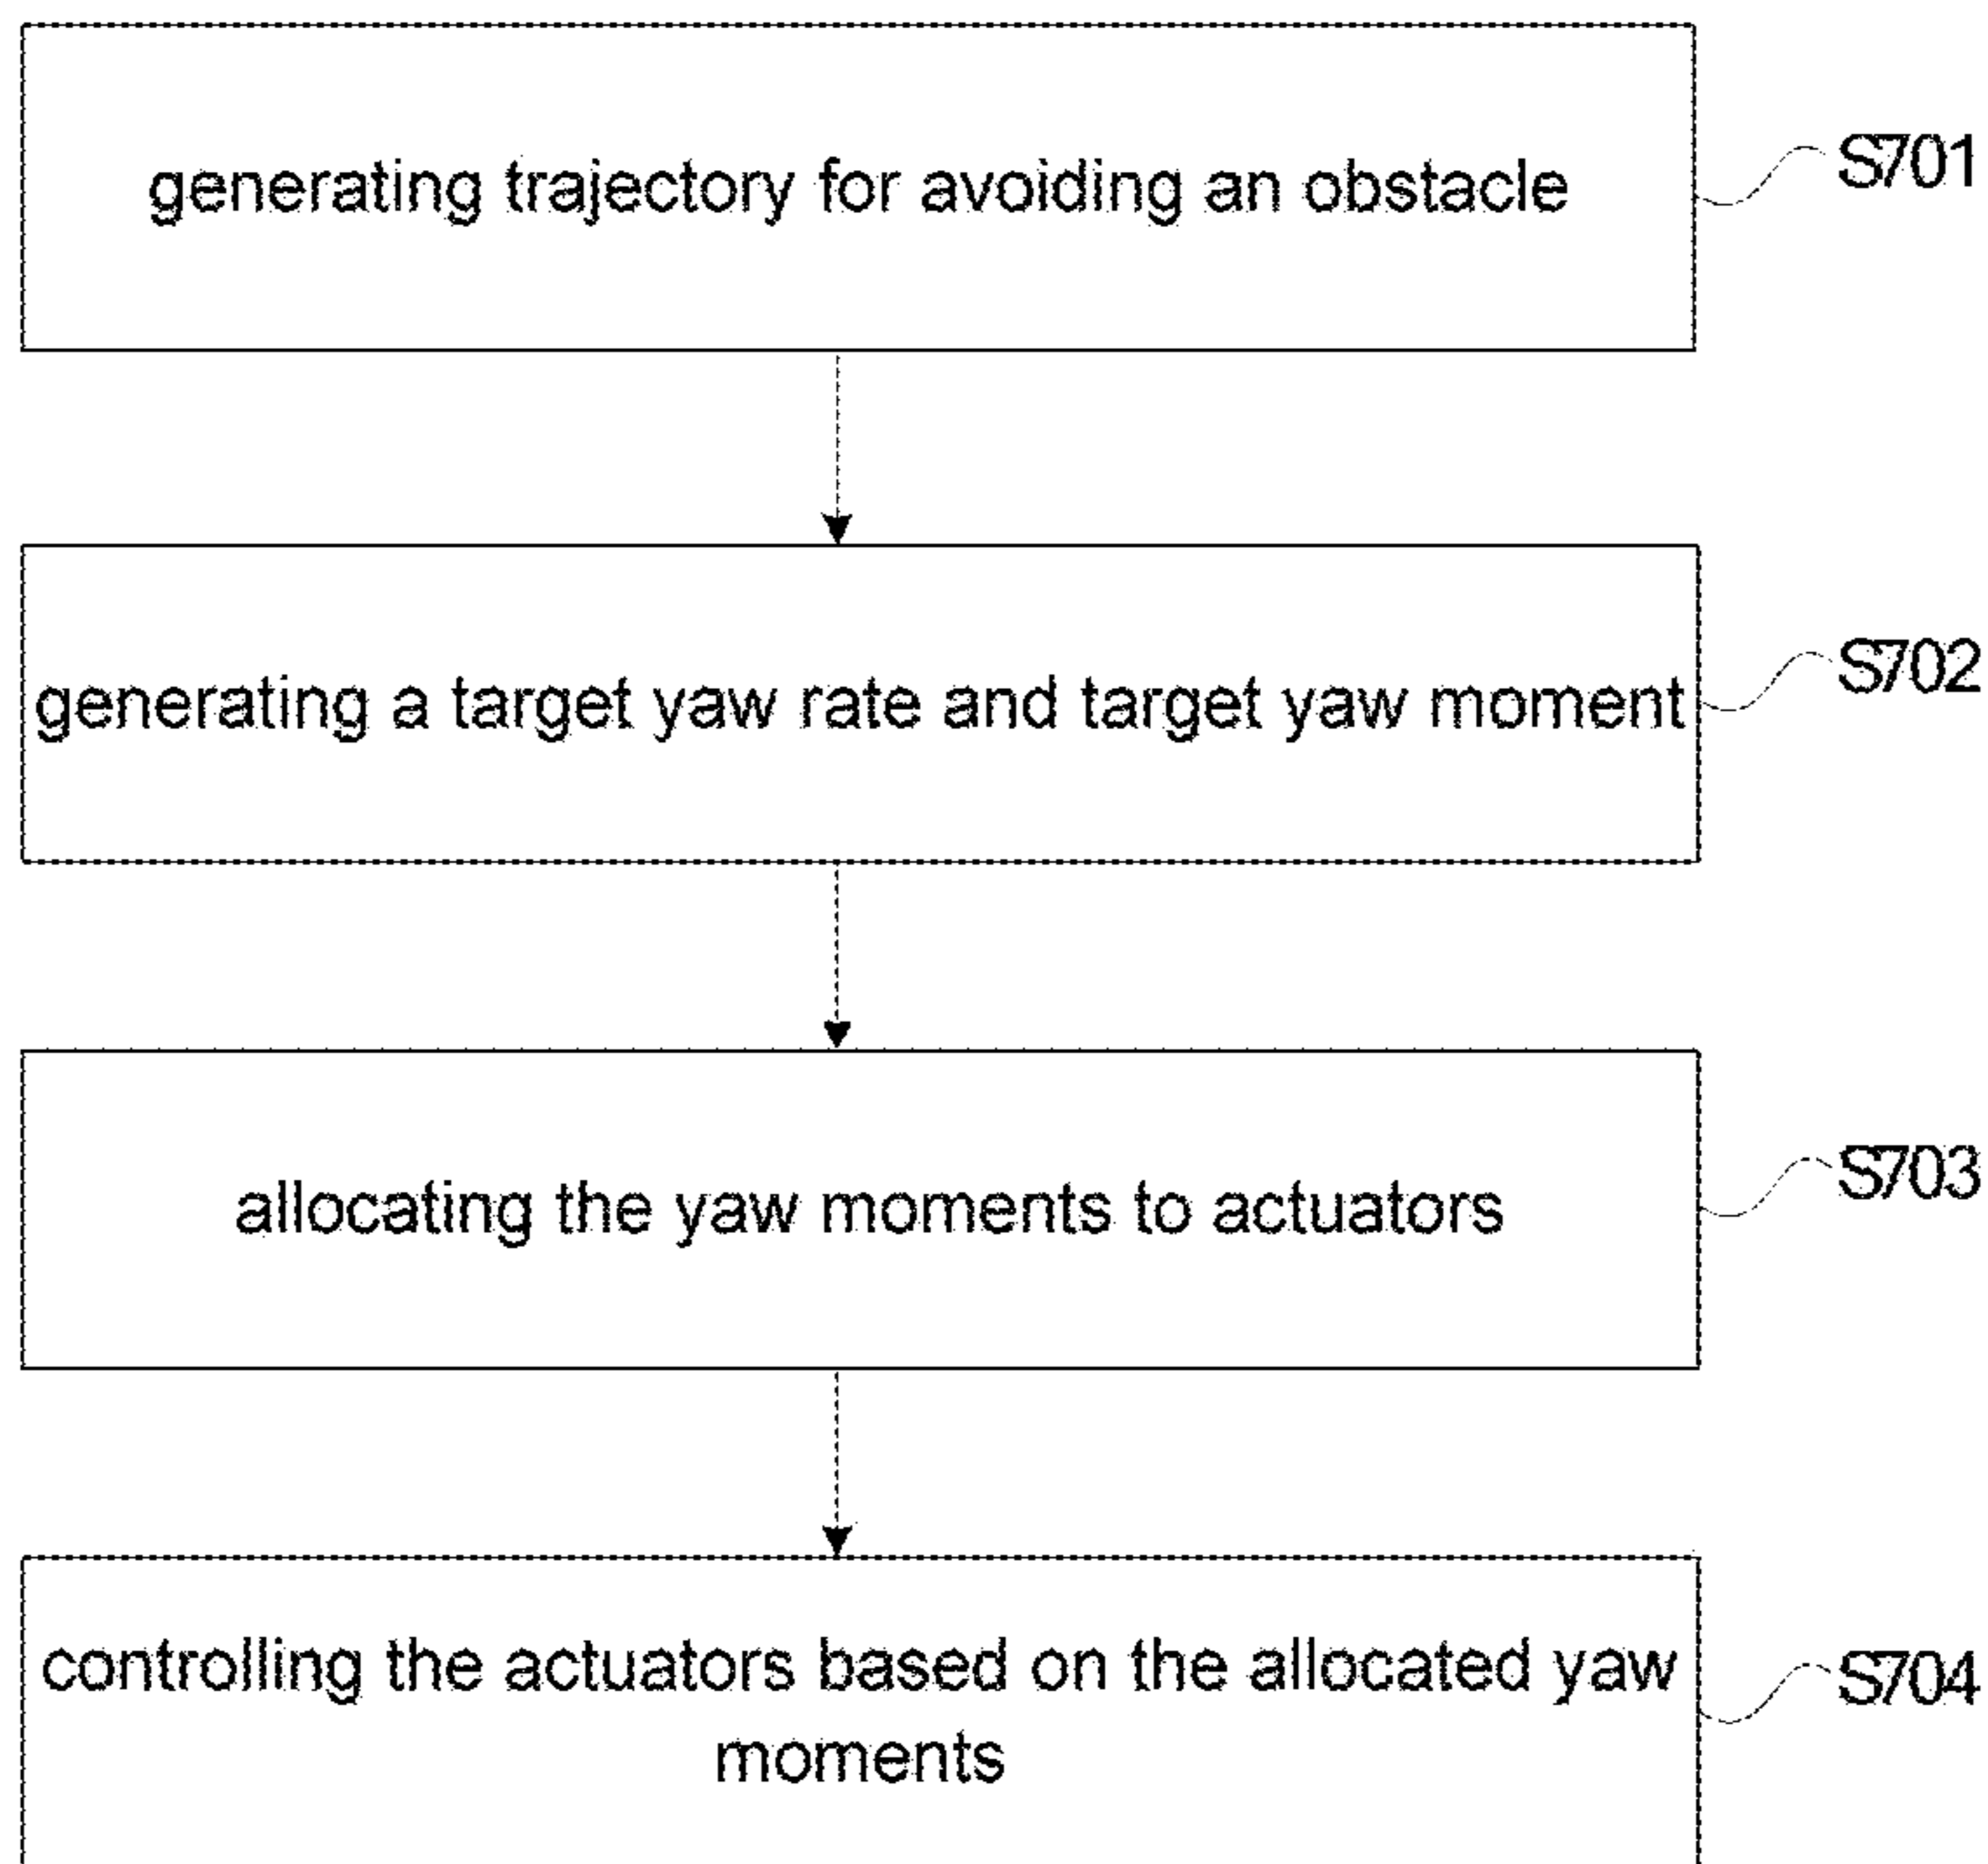 generating trajectory for avoiding an obstacle
S701
generating a target yaw rate and target yaw moment
S702
allocating the yaw moments to actuators
S703
controlling the actuators based on the allocated yaw
moments
S704